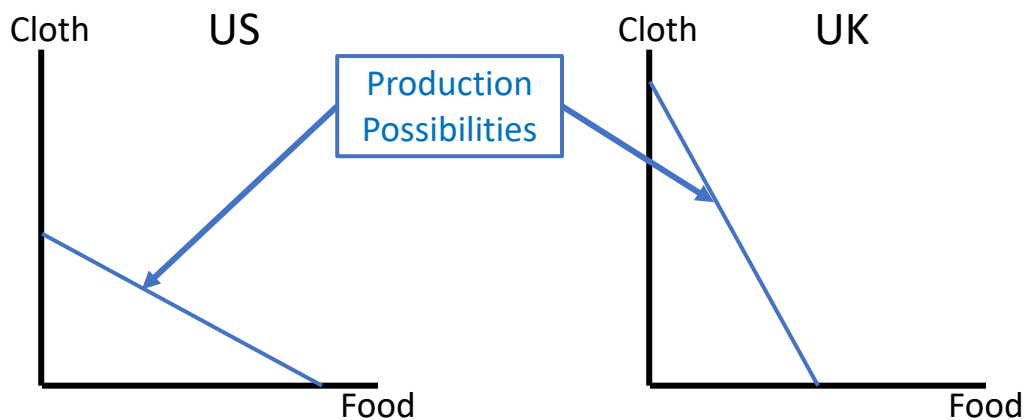 Cloth
US
Cloth
UK
Production
Possibilities
Food
Food